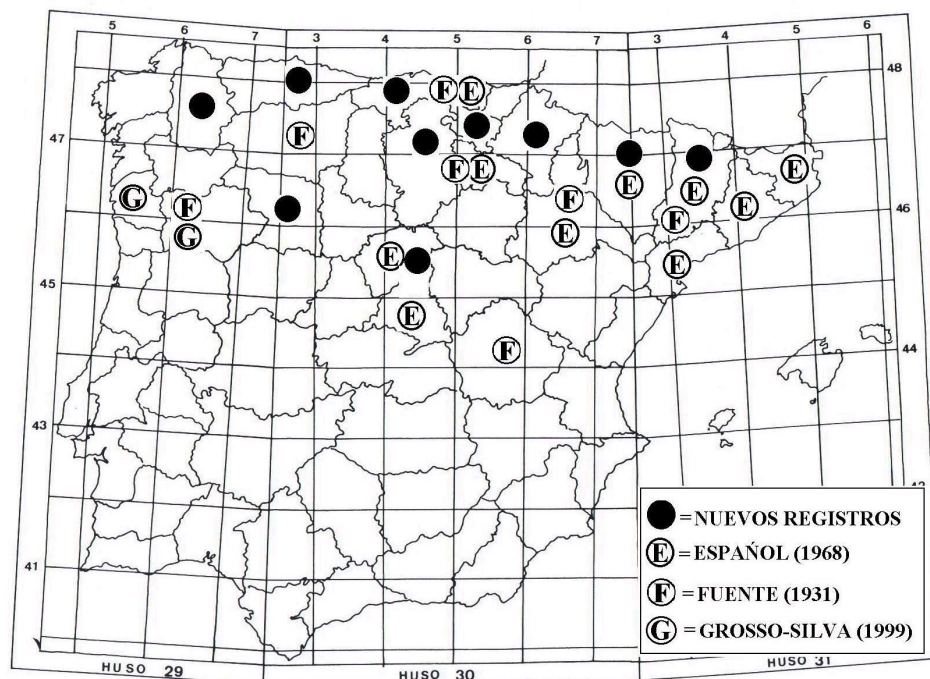 5 6 7 3 4 5 6 7 3 4 5 6
48
F E
47
F
F E
E
E E
G F F E F 46
G E
E E
45
E
F 44
43
= NUEVOS REGISTROS
E = ESPAÑOL (1968)
41
F = FUENTE (1931)
G = GROSSO-SILVA (1999)
HUSO 29 HUSO 30 HUSO 31